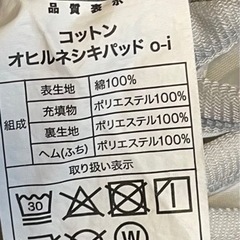 品質表示
コットン
オヒルネシキパッド o-i
組成
表生地 綿100%
充填物 ポリエステル100%
裏生地 ポリエステル100%
ヘム(ふち) ポリエステル100%
取り扱い表示
30
W